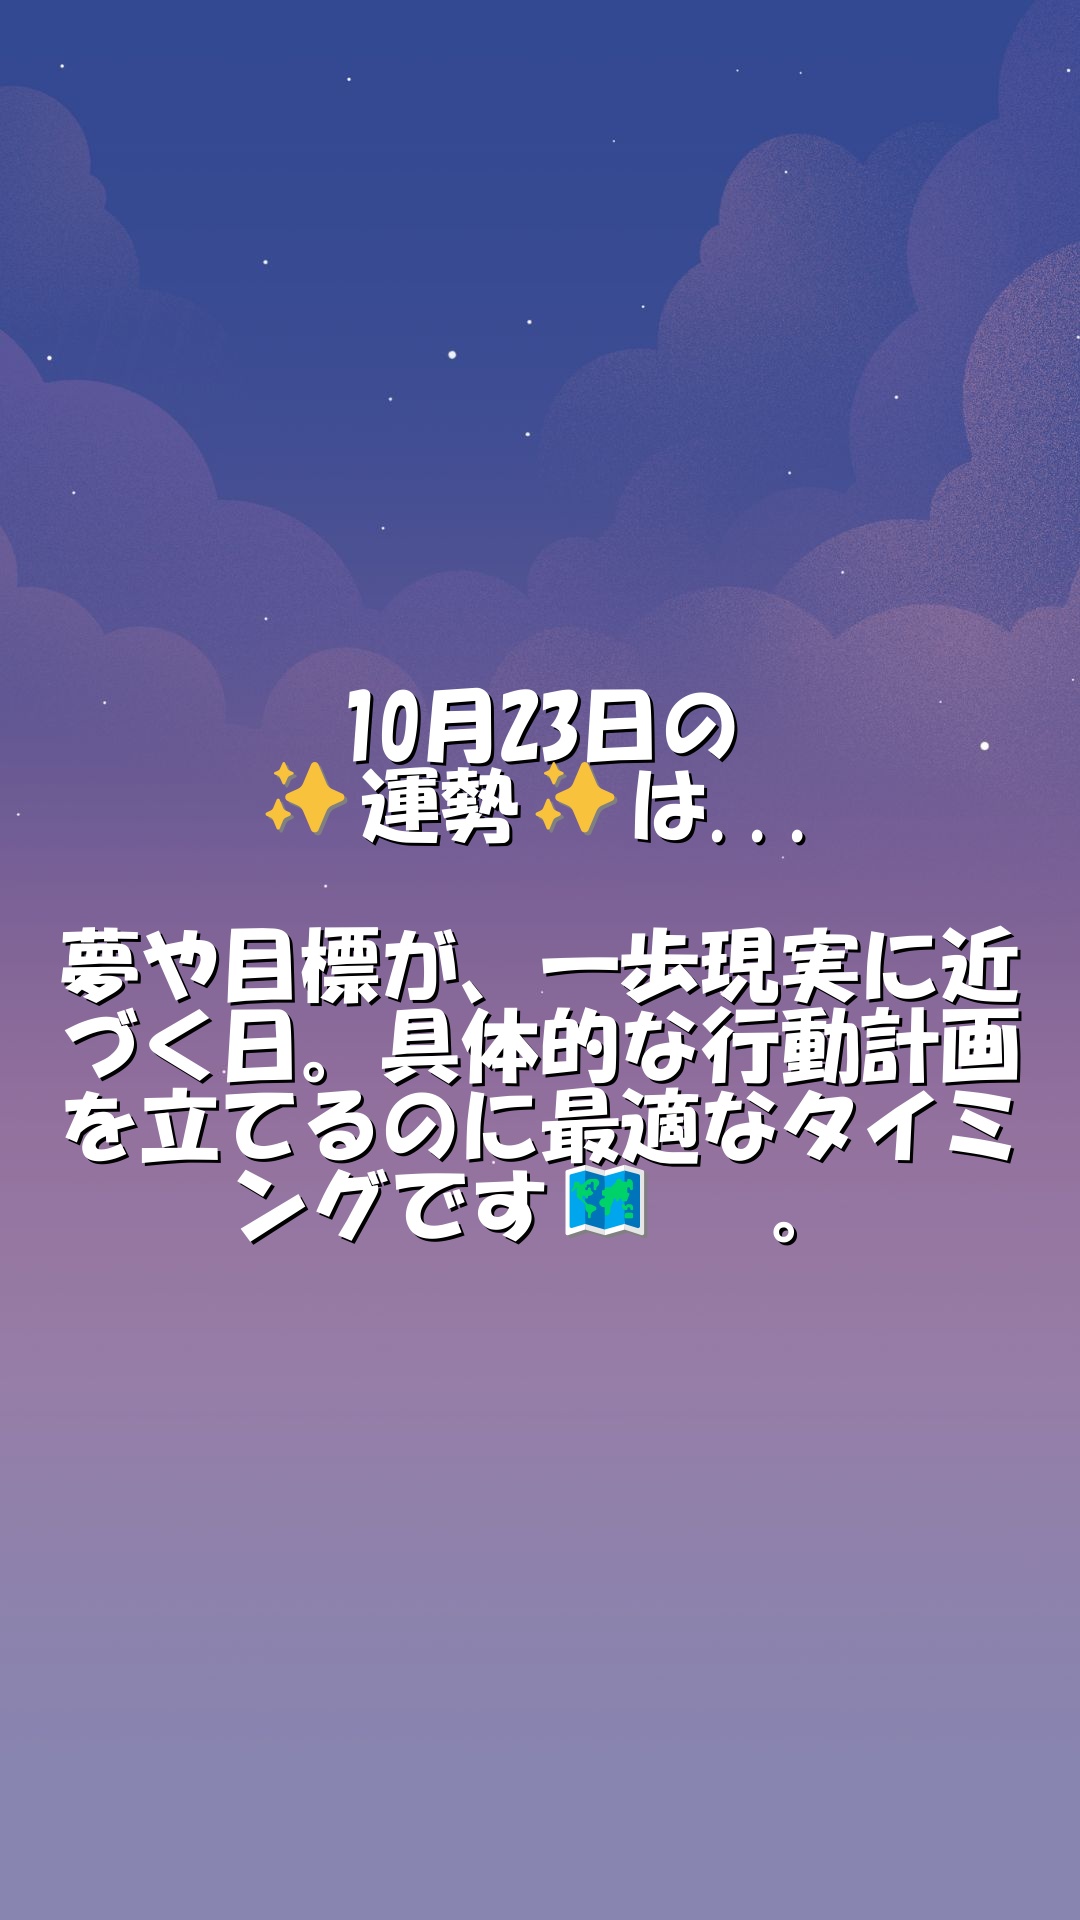 10月23日の
✨運勢✨は...
夢や目標が、一歩現実に近
づく日。具体的な行動計画
を立てるのに最適なタイミ
ングです🗺️　。